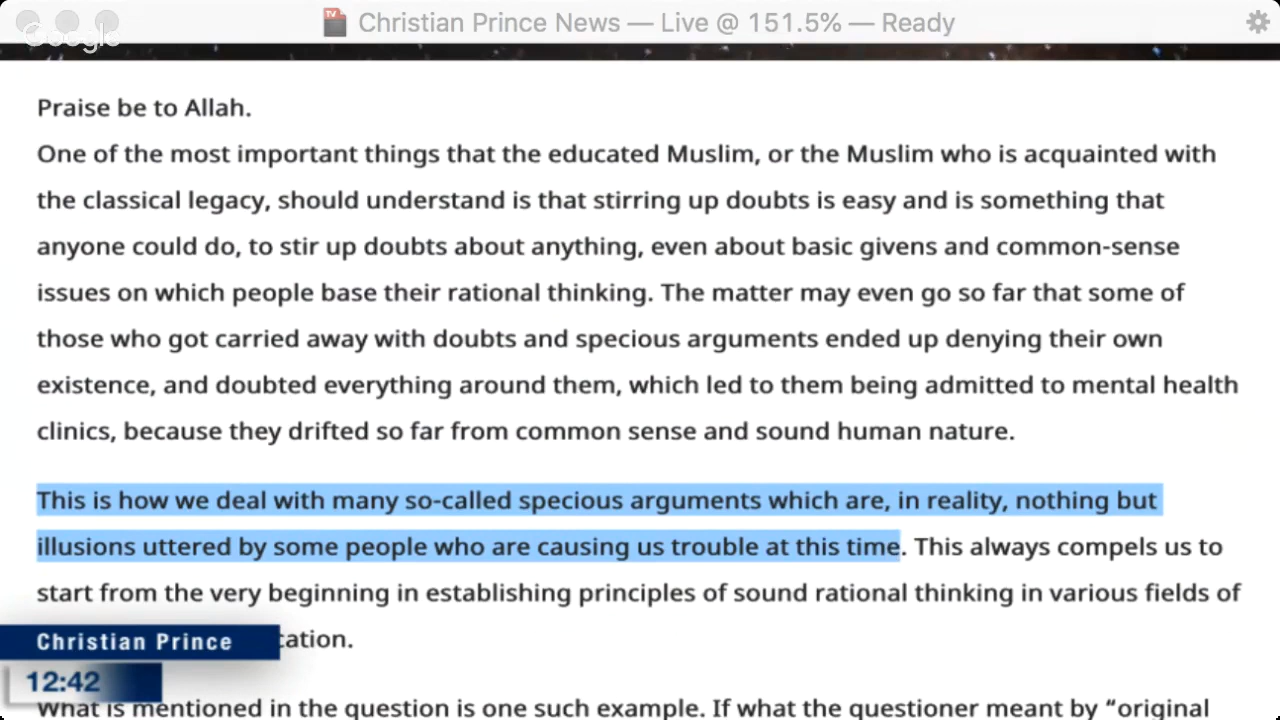 Christian Prince News — Live @ 151.5% — Ready
TV
Google
Praise be to Allah.
One of the most important things that the educated Muslim, or the Muslim who is acquainted with
the classical legacy, should understand is that stirring up doubts is easy and is something that
anyone could do, to stir up doubts about anything, even about basic givens and common-sense
issues on which people base their rational thinking. The matter may even go so far that some of
those who got carried away with doubts and specious arguments ended up denying their own
existence, and doubted everything around them, which led to them being admitted to mental health
clinics, because they drifted so far from common sense and sound human nature.
This is how we deal with many so-called specious arguments which are, in reality, nothing but
illusions uttered by some people who are causing us trouble at this time. This always compels us to
start from the very beginning in establishing principles of sound rational thinking in various fields of
cation.
Christian Prince
12:42
What is mentioned in the question is one such example. If what the questioner meant by “original